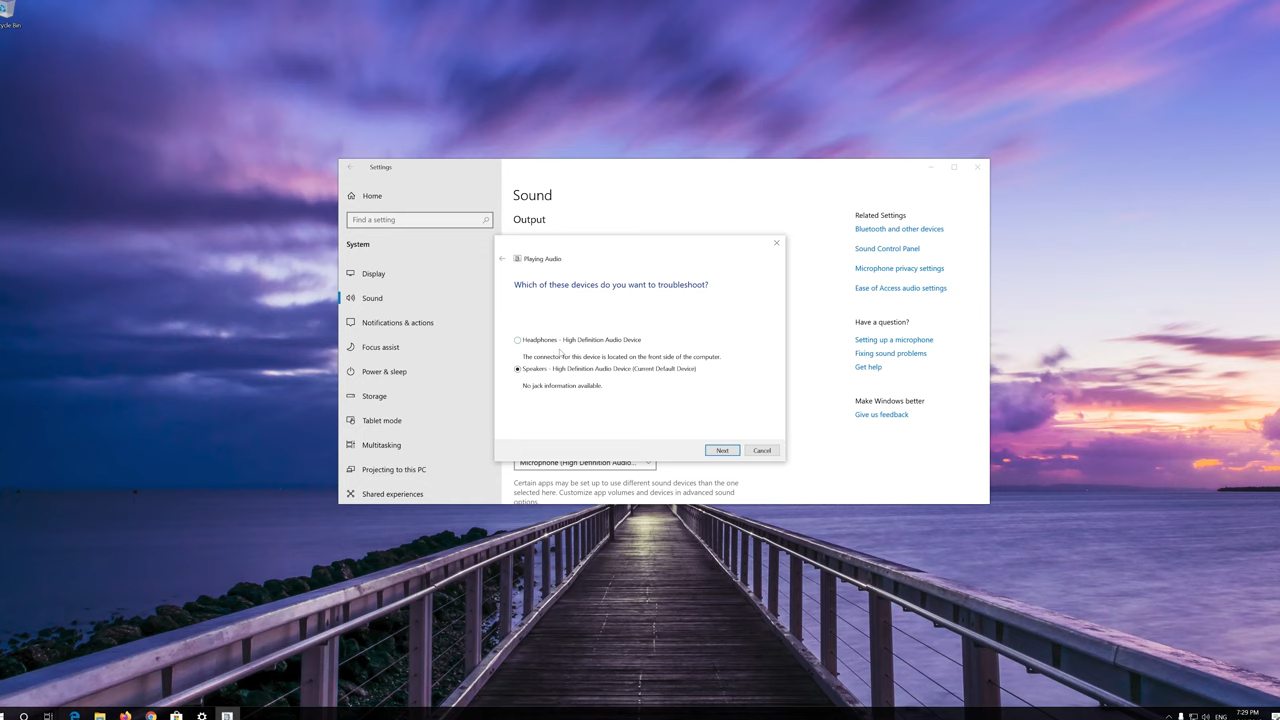 cycle Bin
Settings
Home
Find a setting
System
Display
Sound
Notifications & actions
Focus assist
Power & sleep
Storage
Tablet mode
Multitasking
Projecting to this PC
Shared experiences
Sound
Output
Playing Audio
Which of these devices do you want to troubleshoot?
Headphones - High Definition Audio Device
The connector for this device is located on the front side of the computer.
Speakers - High Definition Audio Device (Current Default Device)
No jack information available.
Next
Cancel
Microphone (High Definition Audio...
Certain apps may be set up to use different sound devices than the one
selected here. Customize app volumes and devices in advanced sound
options.
Related Settings
Bluetooth and other devices
Sound Control Panel
Microphone privacy settings
Ease of Access audio settings
Have a question?
Setting up a microphone
Fixing sound problems
Get help
Make Windows better
Give us feedback
ENG
7:29 PM